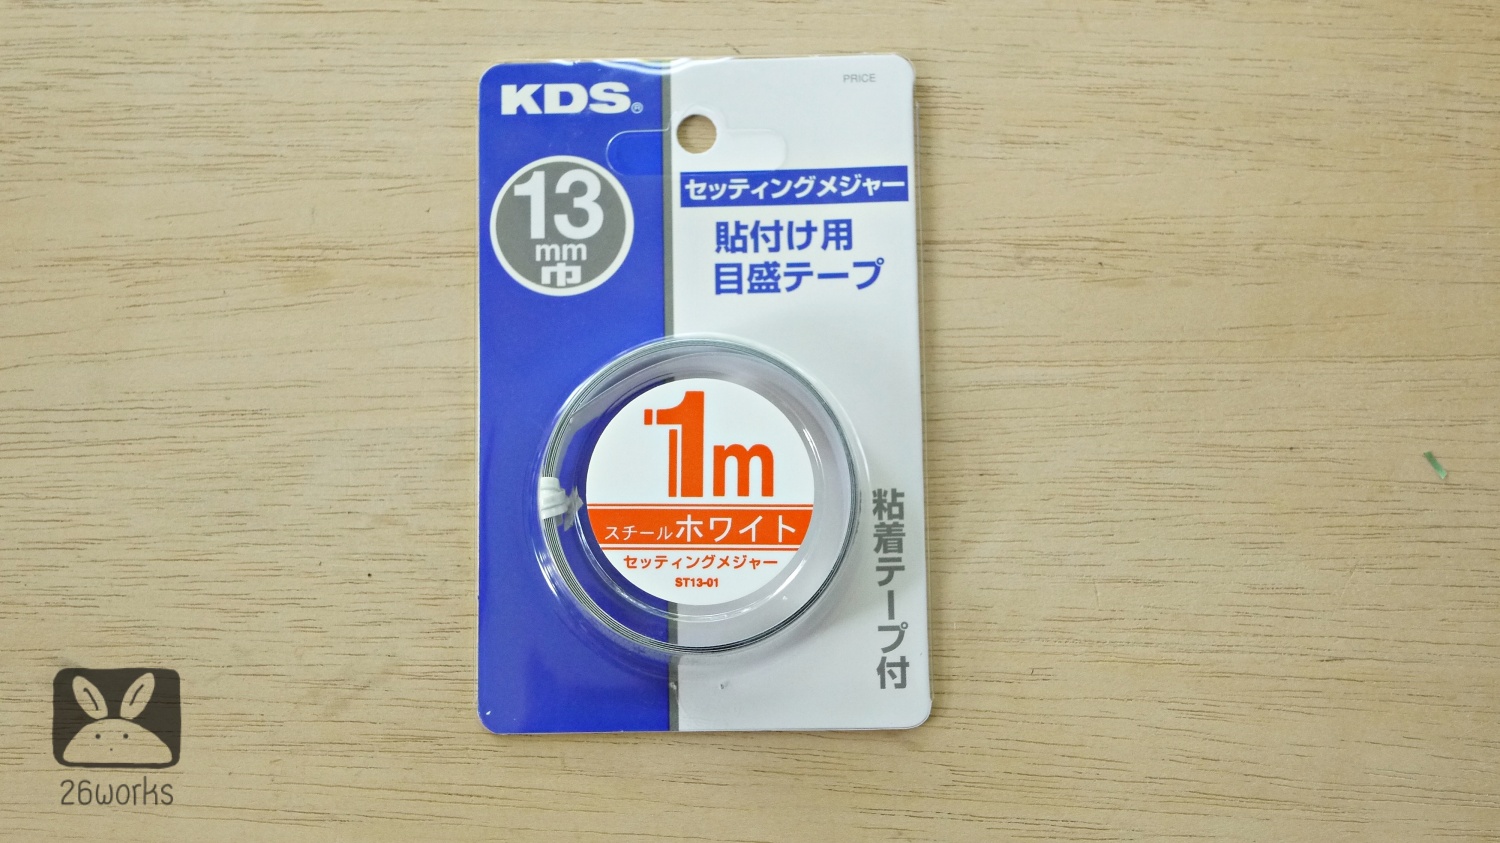 KDS®
PRICE
13
mm
巾
セッティングメジャー
貼付け用
目盛テープ
1m
スチールホワイト
セッティングメジャー
ST13-01
粘着テープ付
26works